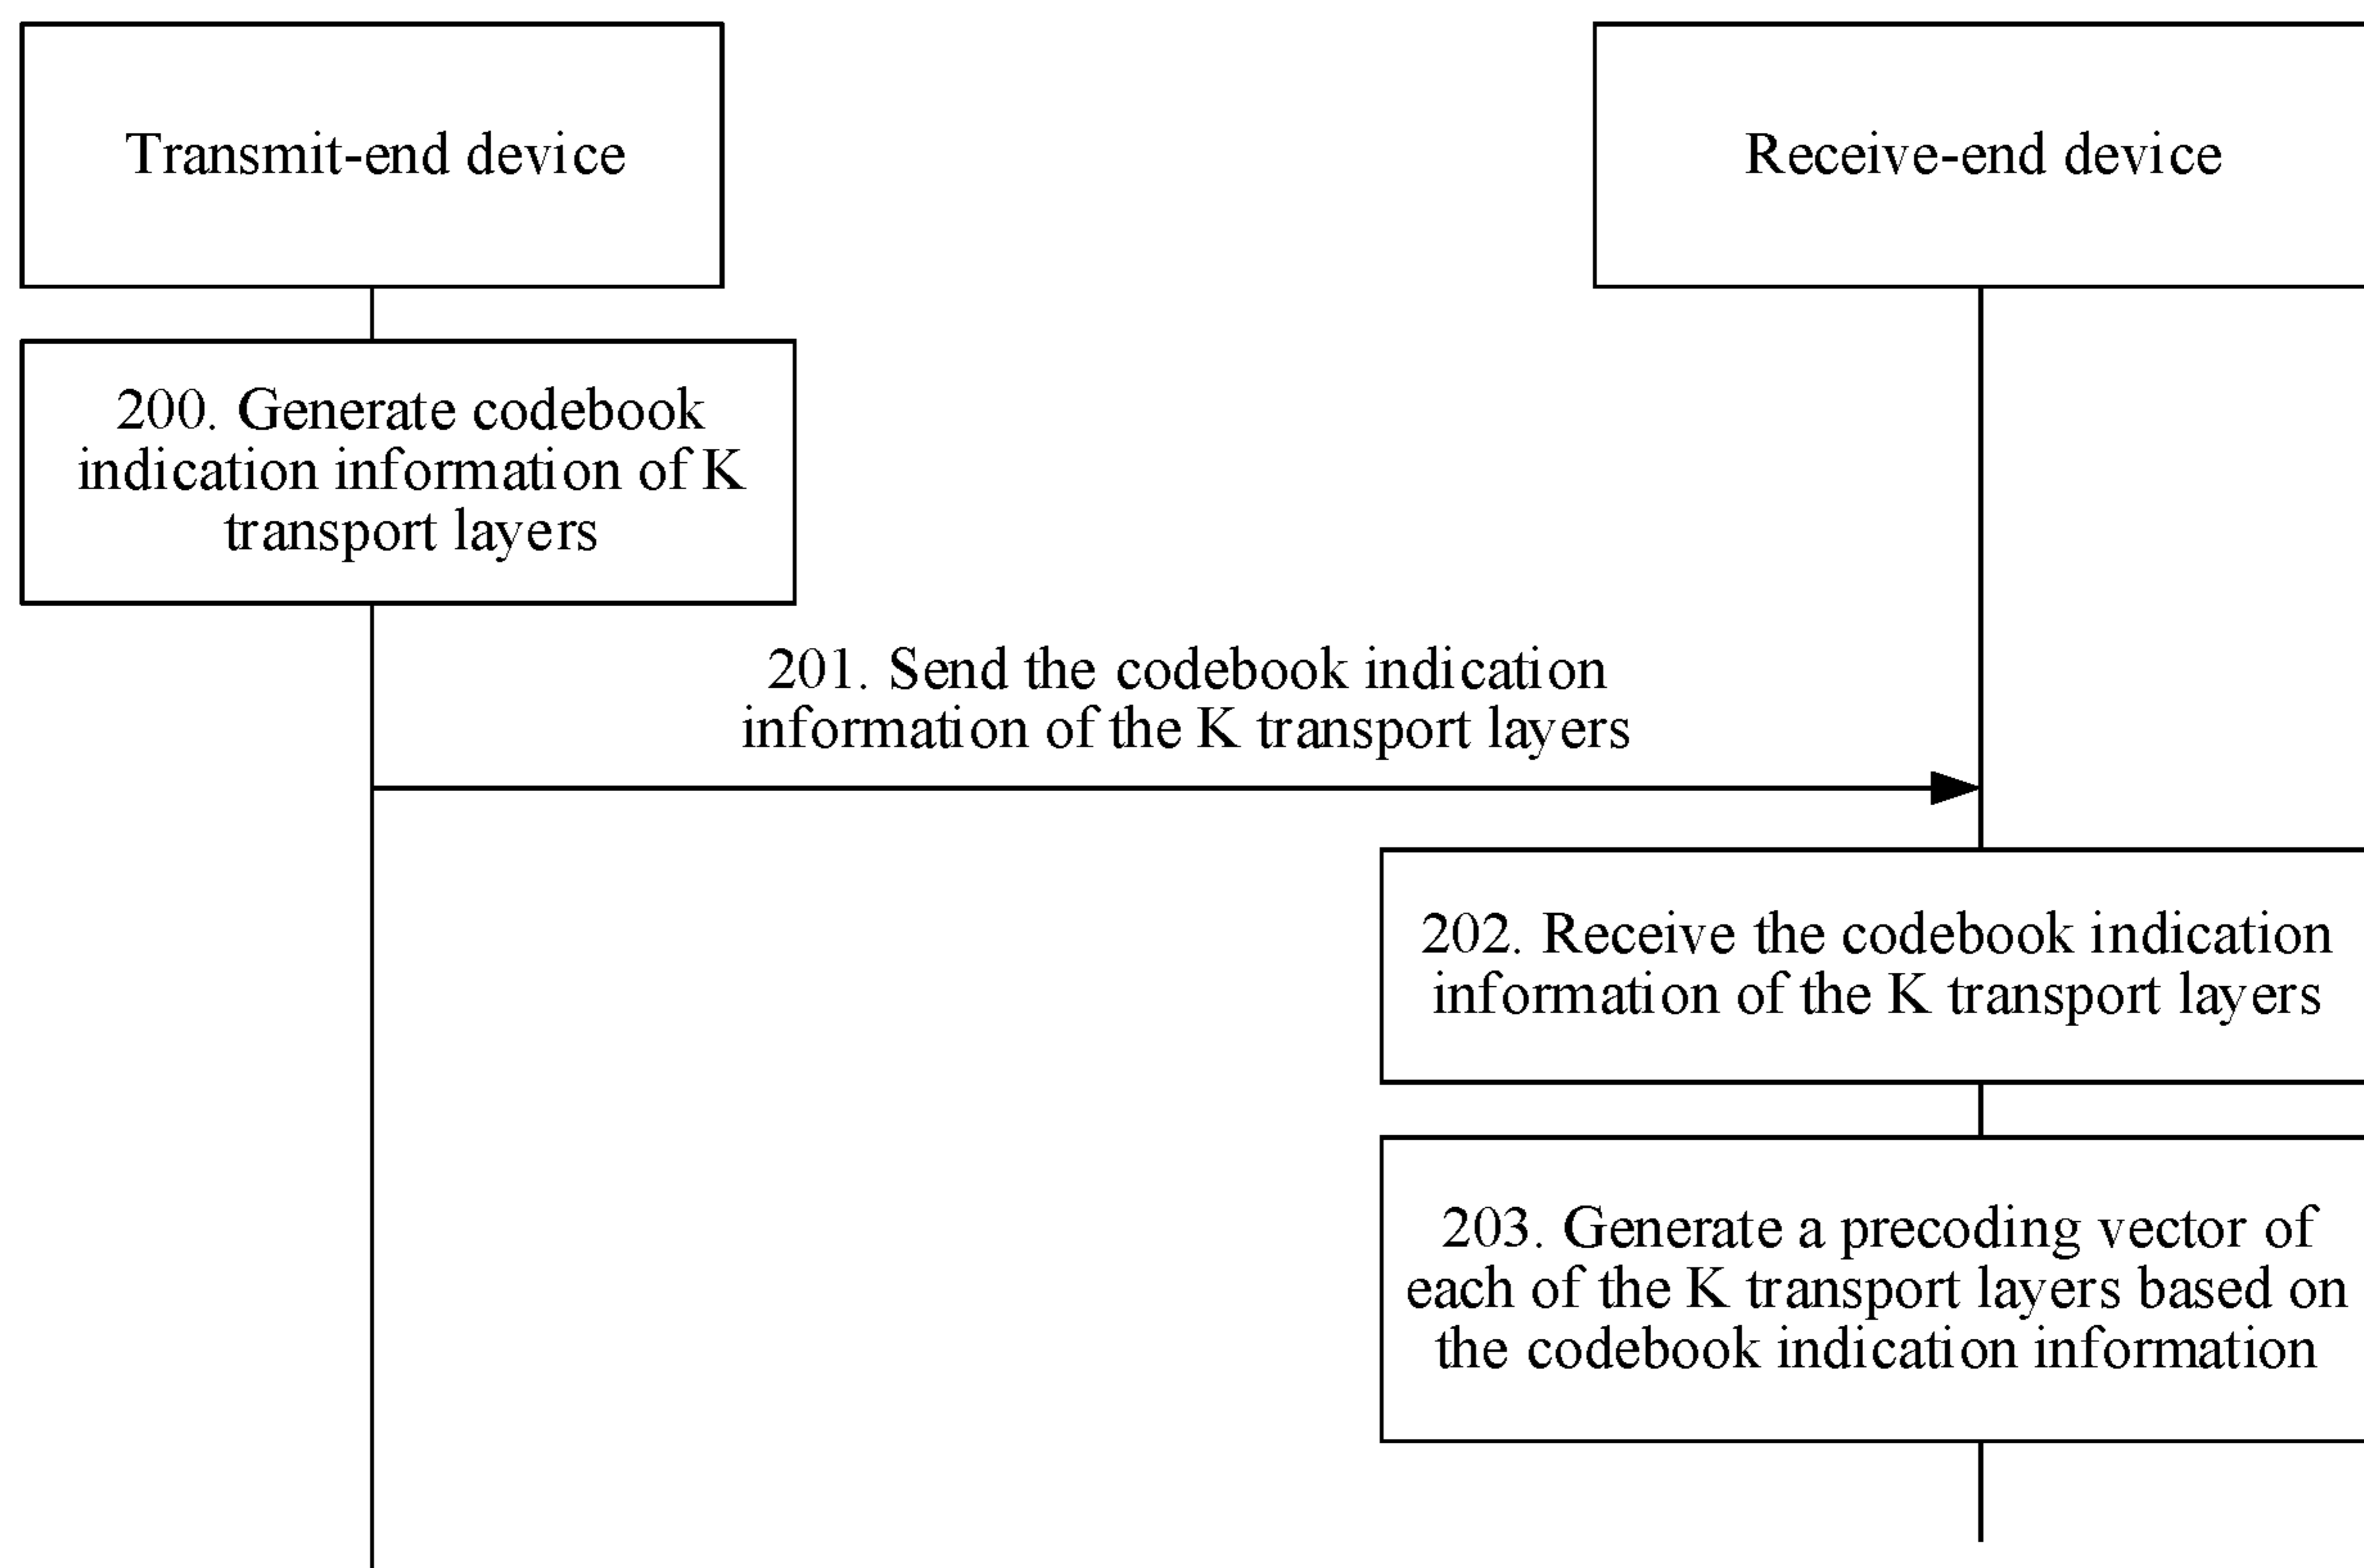 Transmit-end device
Receive-end device
200. Generate codebook
indication information of K
transport layers
201. Send the codebook indication
information of the K transport layers
202. Receive the codebook indication
information of the K transport layers
203. Generate a precoding vector of
each of the K transport layers based on
the codebook indication information